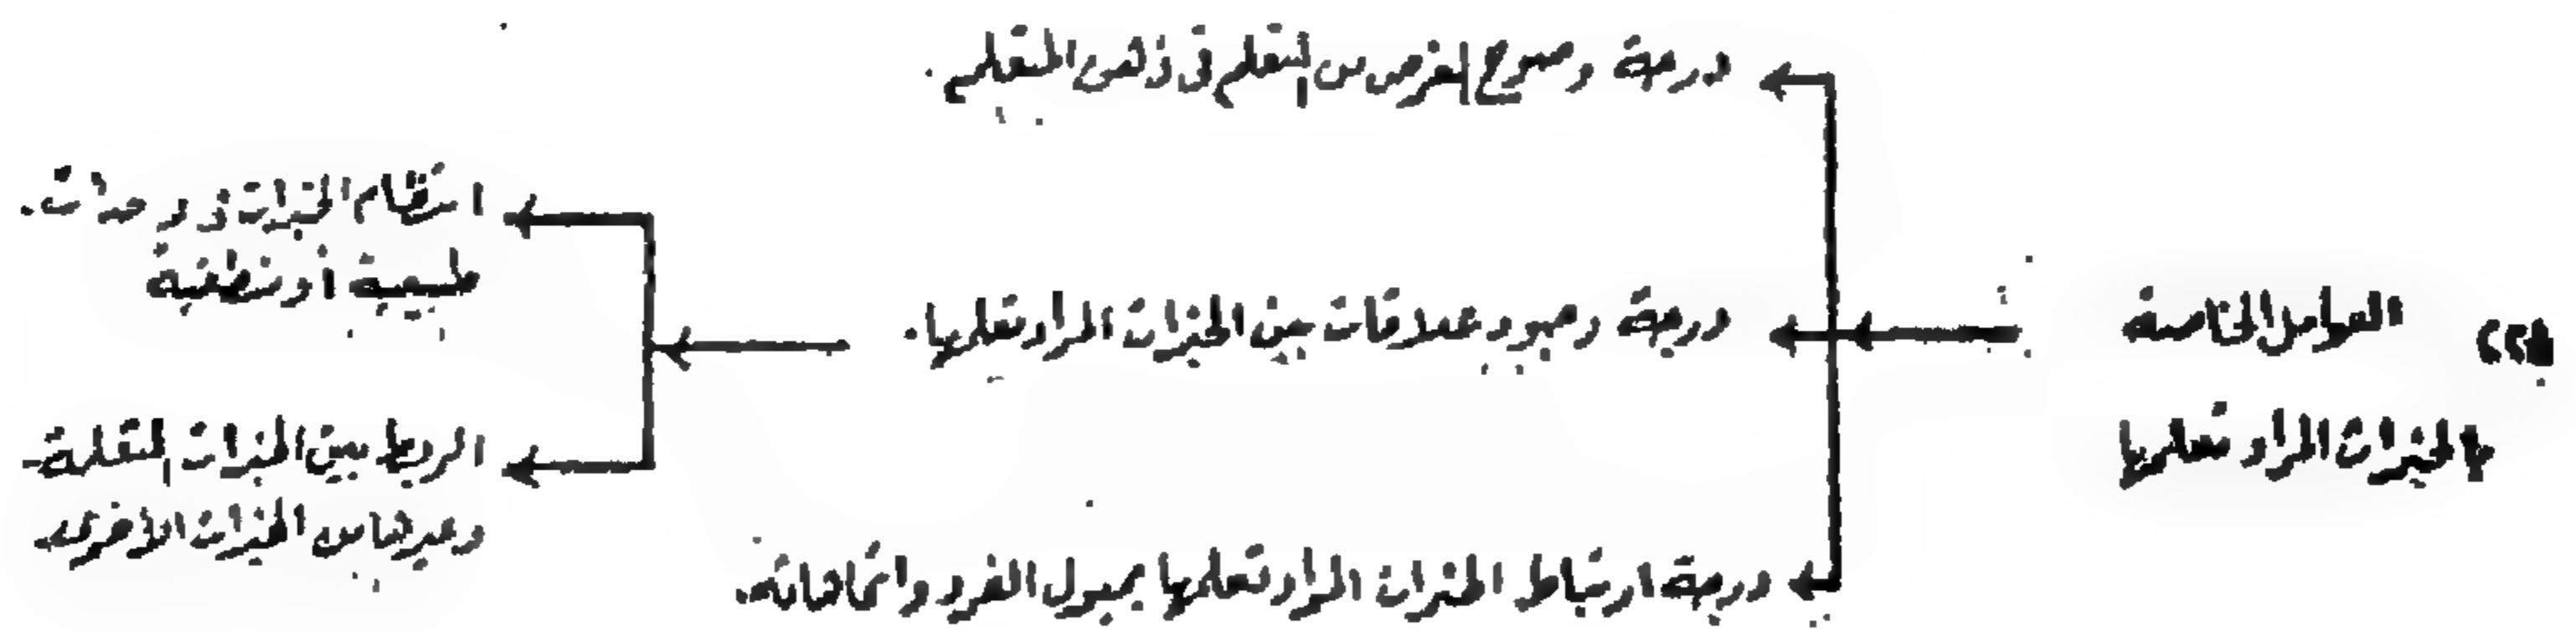 (٢) العوامل الخاصة
بالخبرات المراد تعلمها
درجة وضوح الغرض من التعلم في ذهن المتعلم.
درجة وجود علاقات بين الخبرات المراد تعلمها.
درجة ارتباط الخبرات المراد تعلمها بميول الفرد واتجاهاته.
انتظام الخبرات في وحدات.
طبيعية أو منطقية
الربط بين الخبرات المتعلمة
وغيرها من الخبرات الأخرى